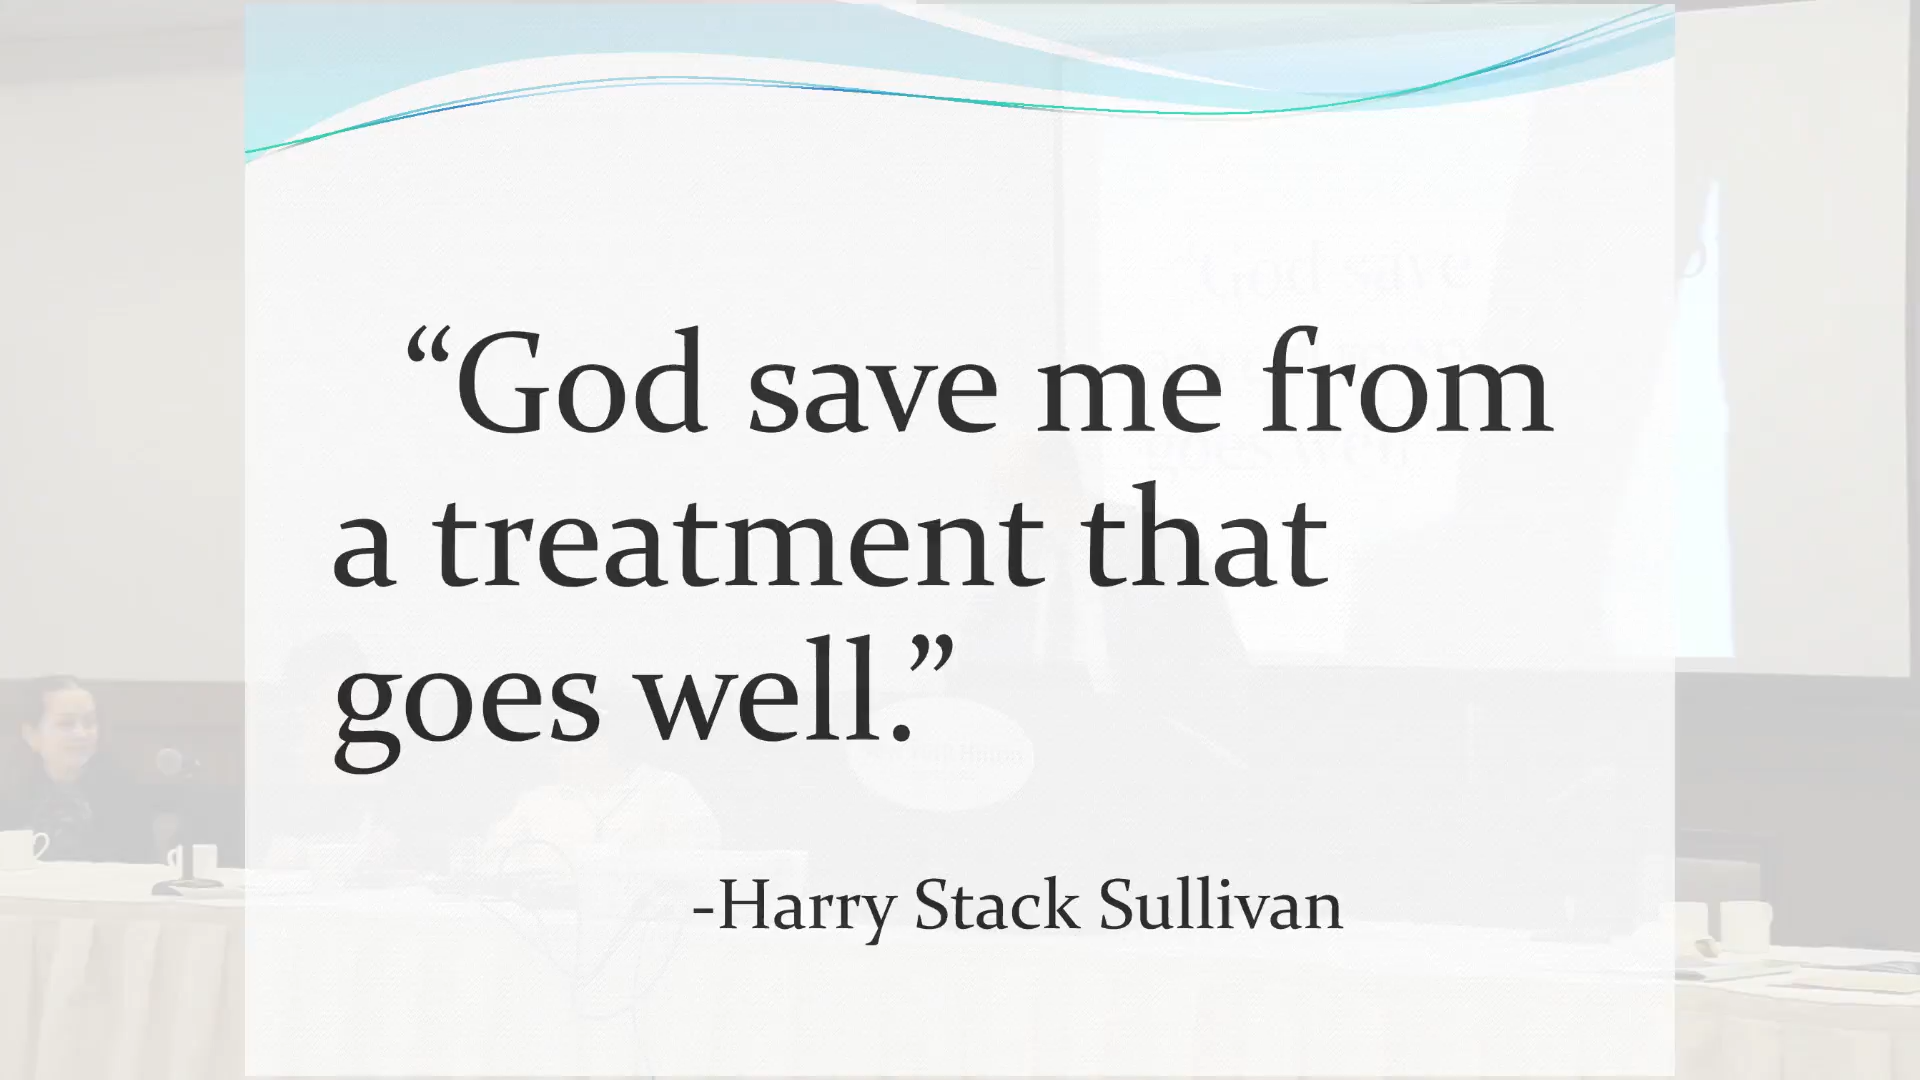 “God save me from
a treatment that
goes well.”
-Harry Stack Sullivan